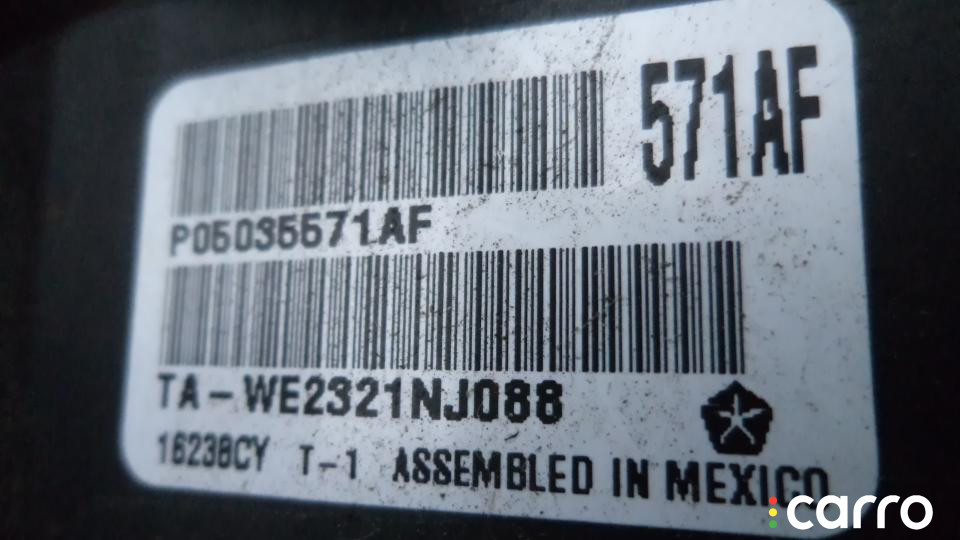 571AF
P05035571AF
TA-WE2321NJ088
16238CY T-1 ASSEMBLED IN MEXICO
carro